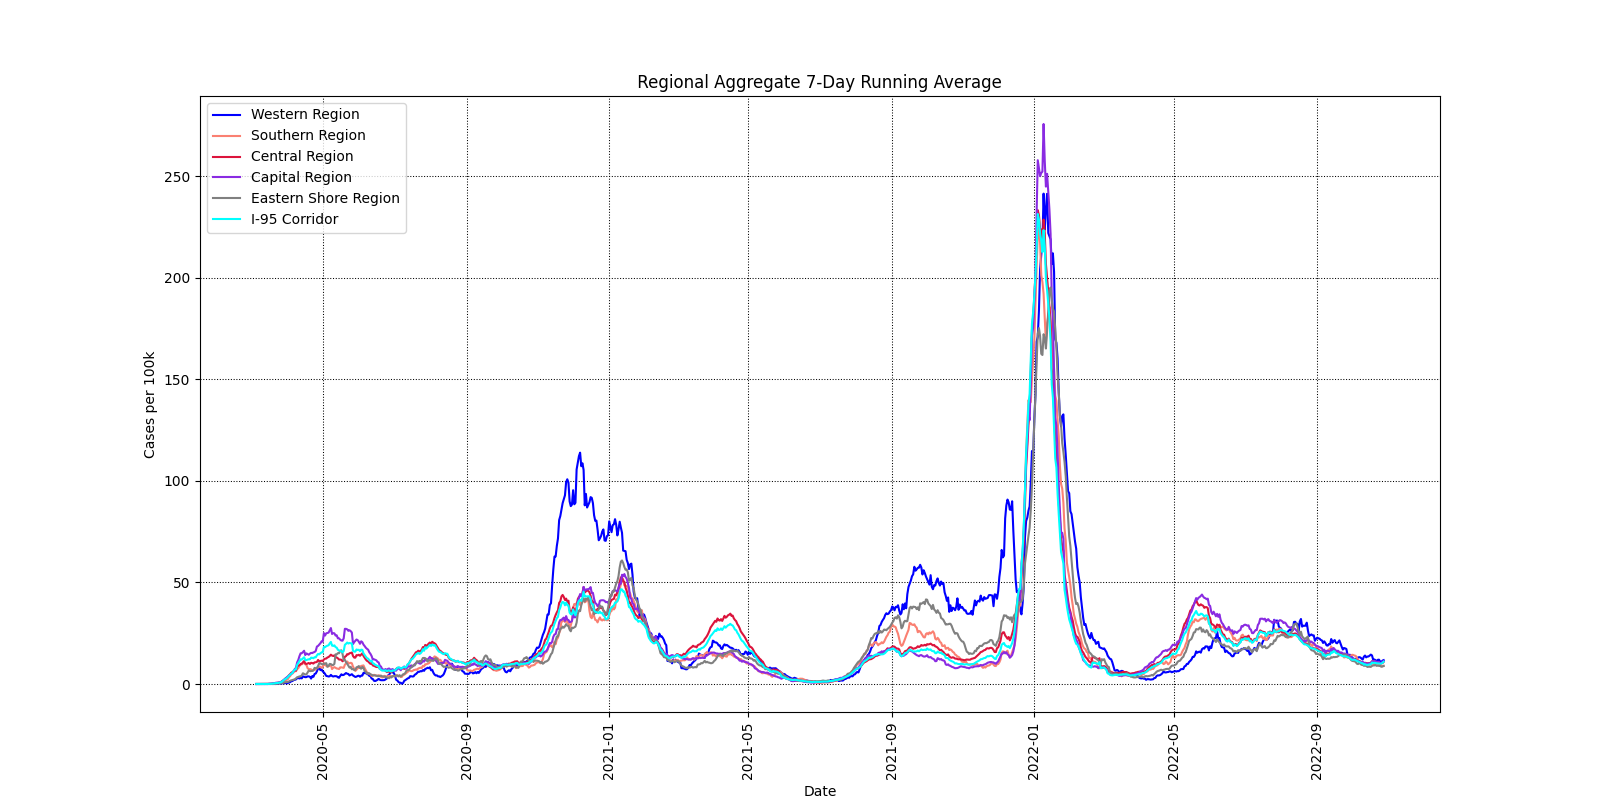 Regional Aggregate 7-Day Running Average
Western Region
Southern Region
Central Region
Capital Region
Eastern Shore Region
I-95 Corridor
250
200
150
100
50
0
Cases per 100k
2020-05
2020-09
2021-01
2021-05
2021-09
2022-01
2022-05
2022-09
Date